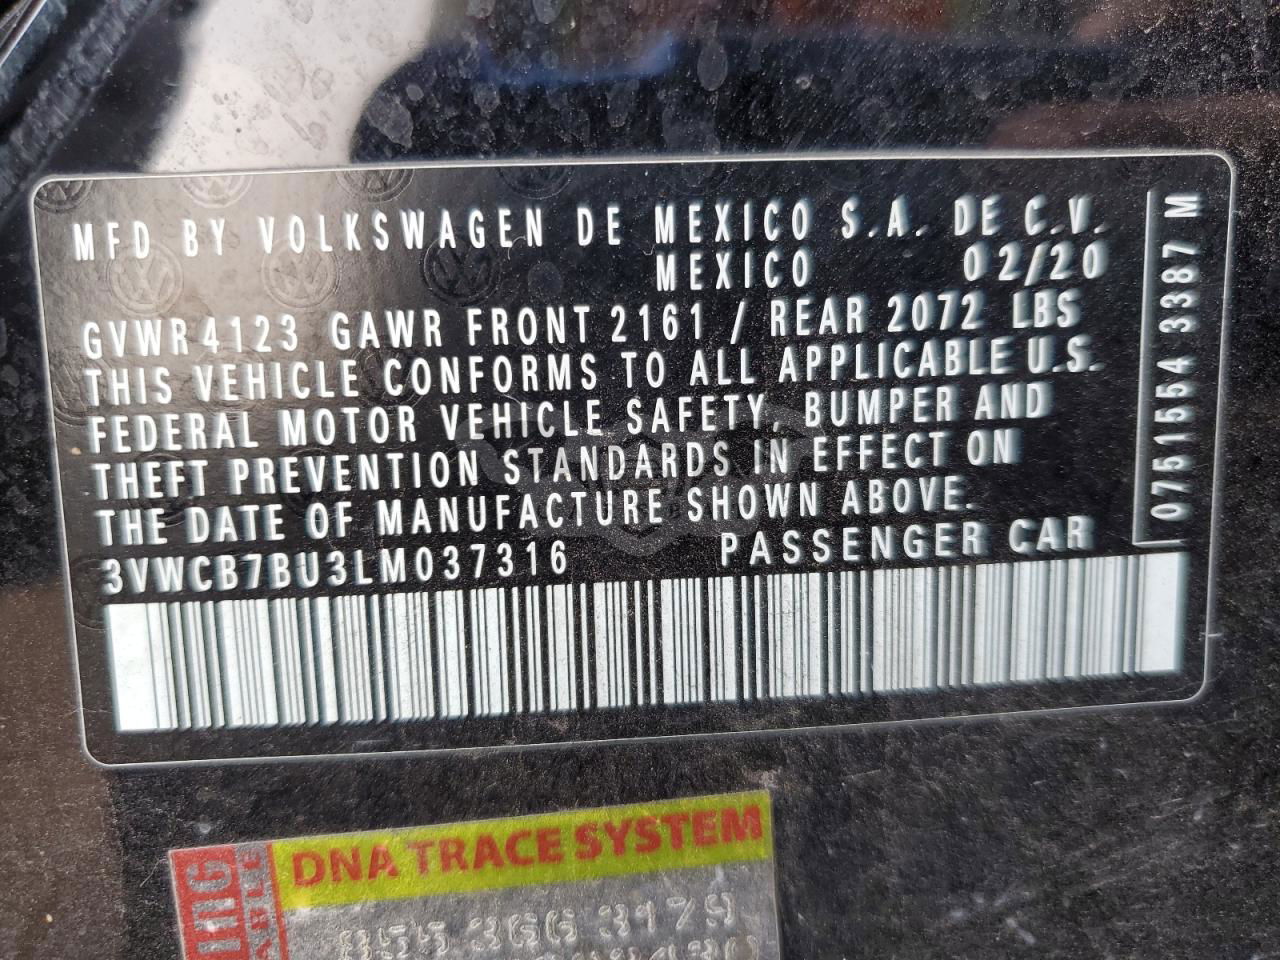 MFD BY VOLKSWAGEN DE MEXICO S.A. DE C.V.
MEXICO 02/20
GVWR 4123 GAWR FRONT 2161 / REAR 2072 LBS
THIS VEHICLE CONFORMS TO ALL APPLICABLE U.S.
FEDERAL MOTOR VEHICLE SAFETY, BUMPER AND
THEFT PREVENTION STANDARDS IN EFFECT ON
THE DATE OF MANUFACTURE SHOWN ABOVE.
3VWCB7BU3LM037316 PASSENGER CAR
0751554 3387 M
DNA TRACE SYSTEM